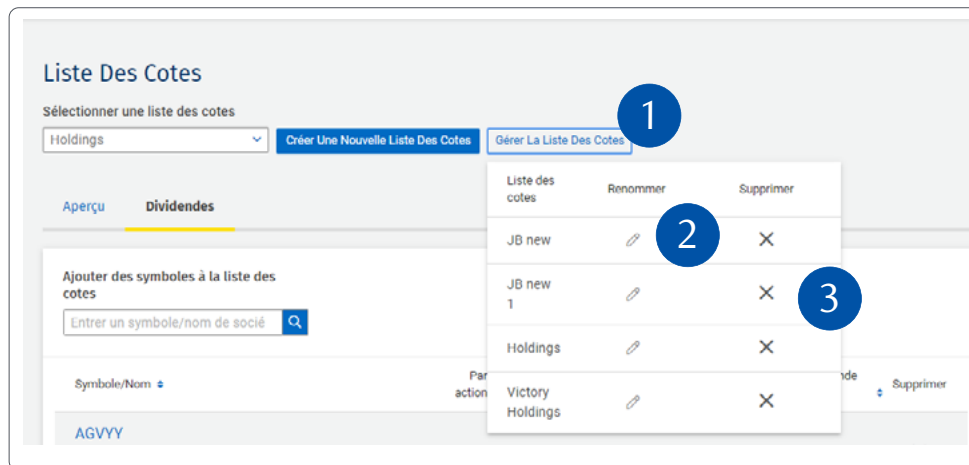 Liste Des Cotes
Sélectionner une liste des cotes
Holdings
Créer Une Nouvelle Liste Des Cotes
Gérer La Liste Des Cotes
1
Liste des
cotes
Renommer
Supprimer
Aperçu
Dividendes
JB new
2
JB new
1
3
Holdings
Victory
Holdings
Ajouter des symboles à la liste des
cotes
Entrer un symbole/nom de socié
Symbole/Nom
Par
action
Supprimer
AGVYY